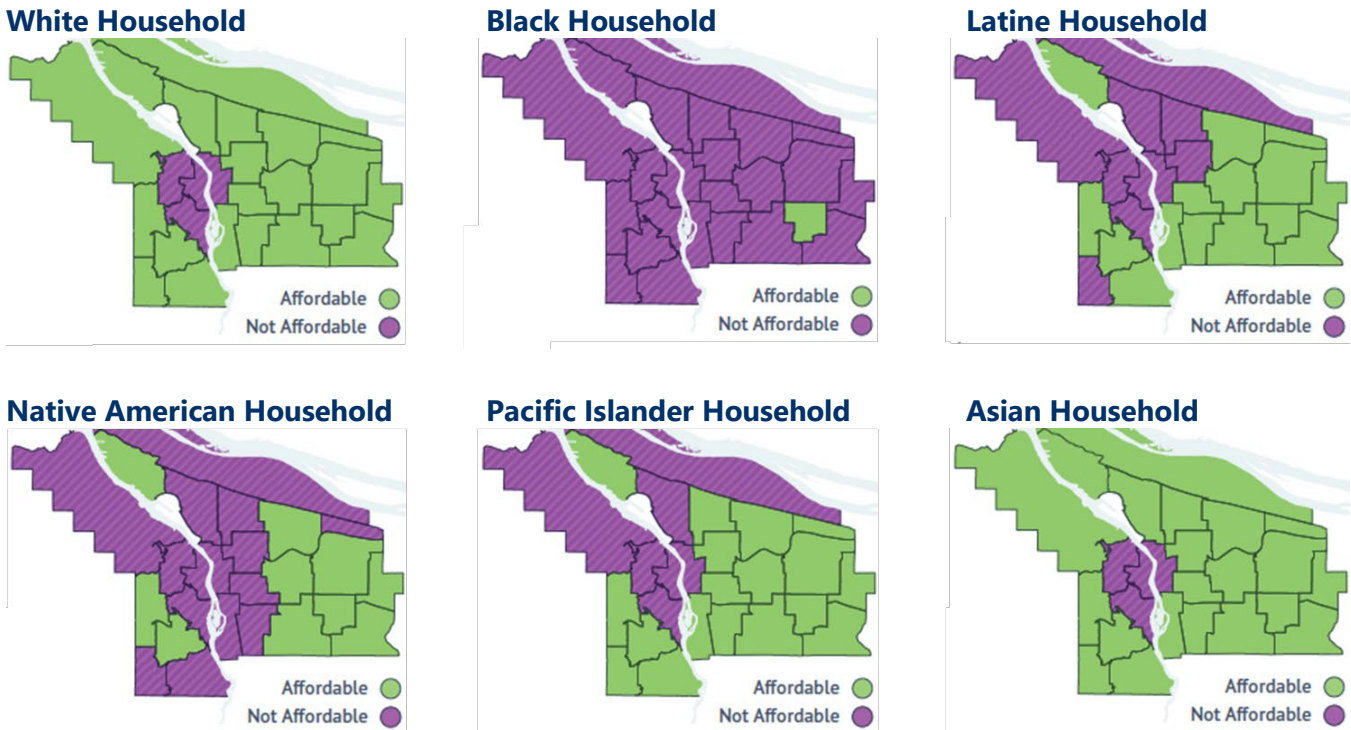 White Household
Black Household
Latine Household
Affordable
Not Affordable
Affordable
Not Affordable
Affordable
Not Affordable
Native American Household
Pacific Islander Household
Asian Household
Affordable
Not Affordable
Affordable
Not Affordable
Affordable
Not Affordable